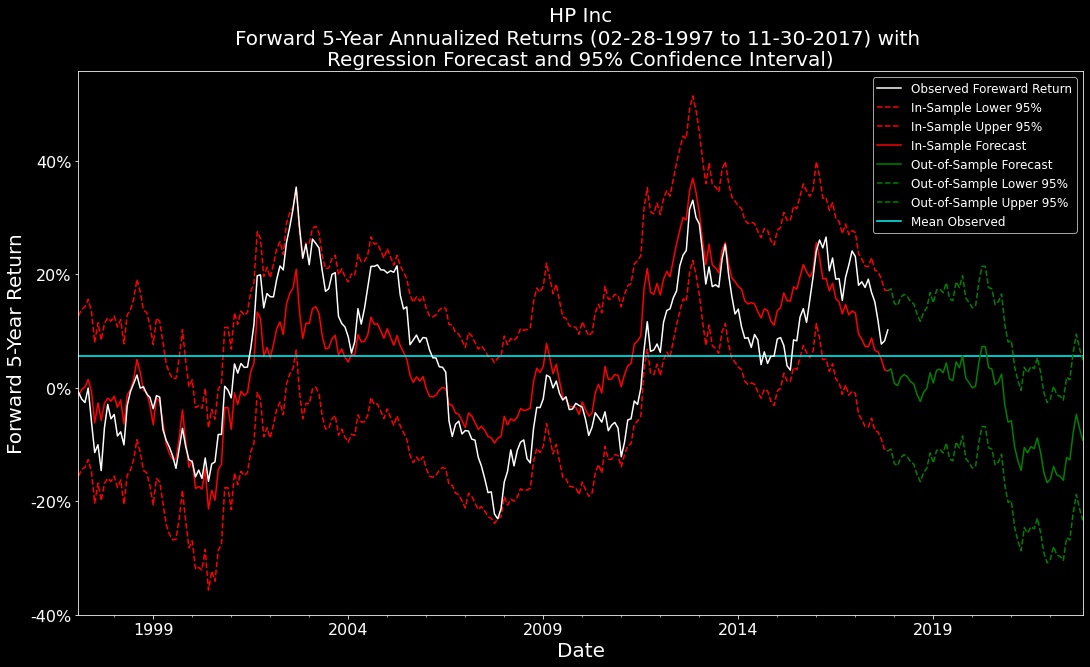 HP Inc
Forward 5-Year Annualized Returns (02-28-1997 to 11-30-2017) with
Regression Forecast and 95% Confidence Interval)
Observed Foreward Return
In-Sample Lower 95%
In-Sample Upper 95%
In-Sample Forecast
Out-of-Sample Forecast
Out-of-Sample Lower 95%
Out-of-Sample Upper 95%
Mean Observed
Forward 5-Year Return
40%
20%
0%
-20%
-40%
1999
2004
2009
2014
2019
Date